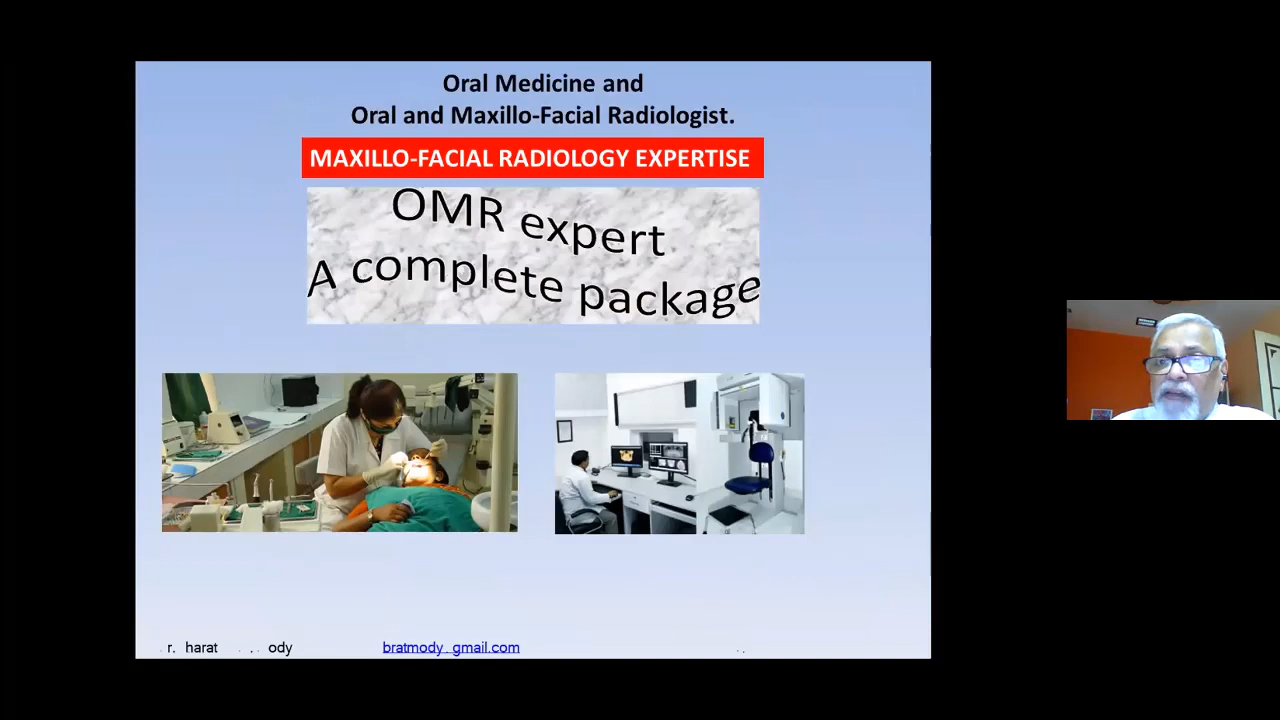 Oral Medicine and
Oral and Maxillo-Facial Radiologist.
MAXILLO-FACIAL RADIOLOGY EXPERTISE
OMR expert
A complete package
r. harat ody bratmody gmail.com